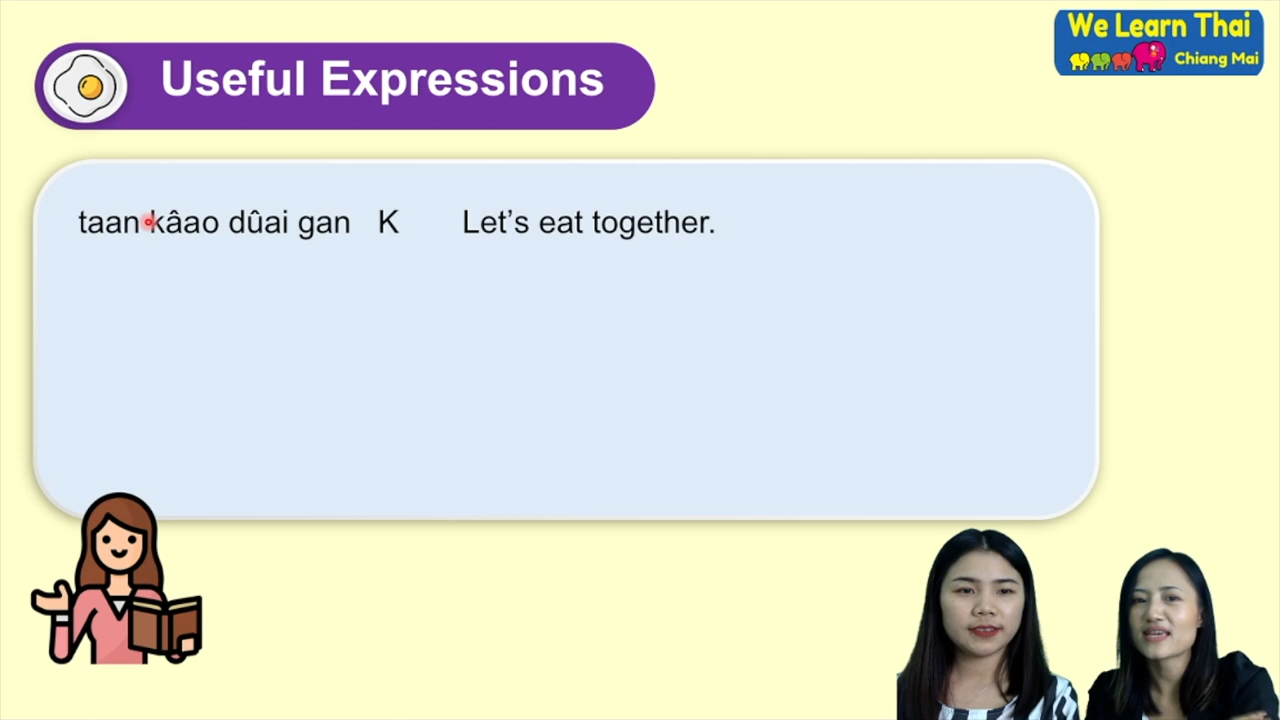 We Learn Thai
Chiang Mai
Useful Expressions
taan kâao dûai gan K Let's eat together.